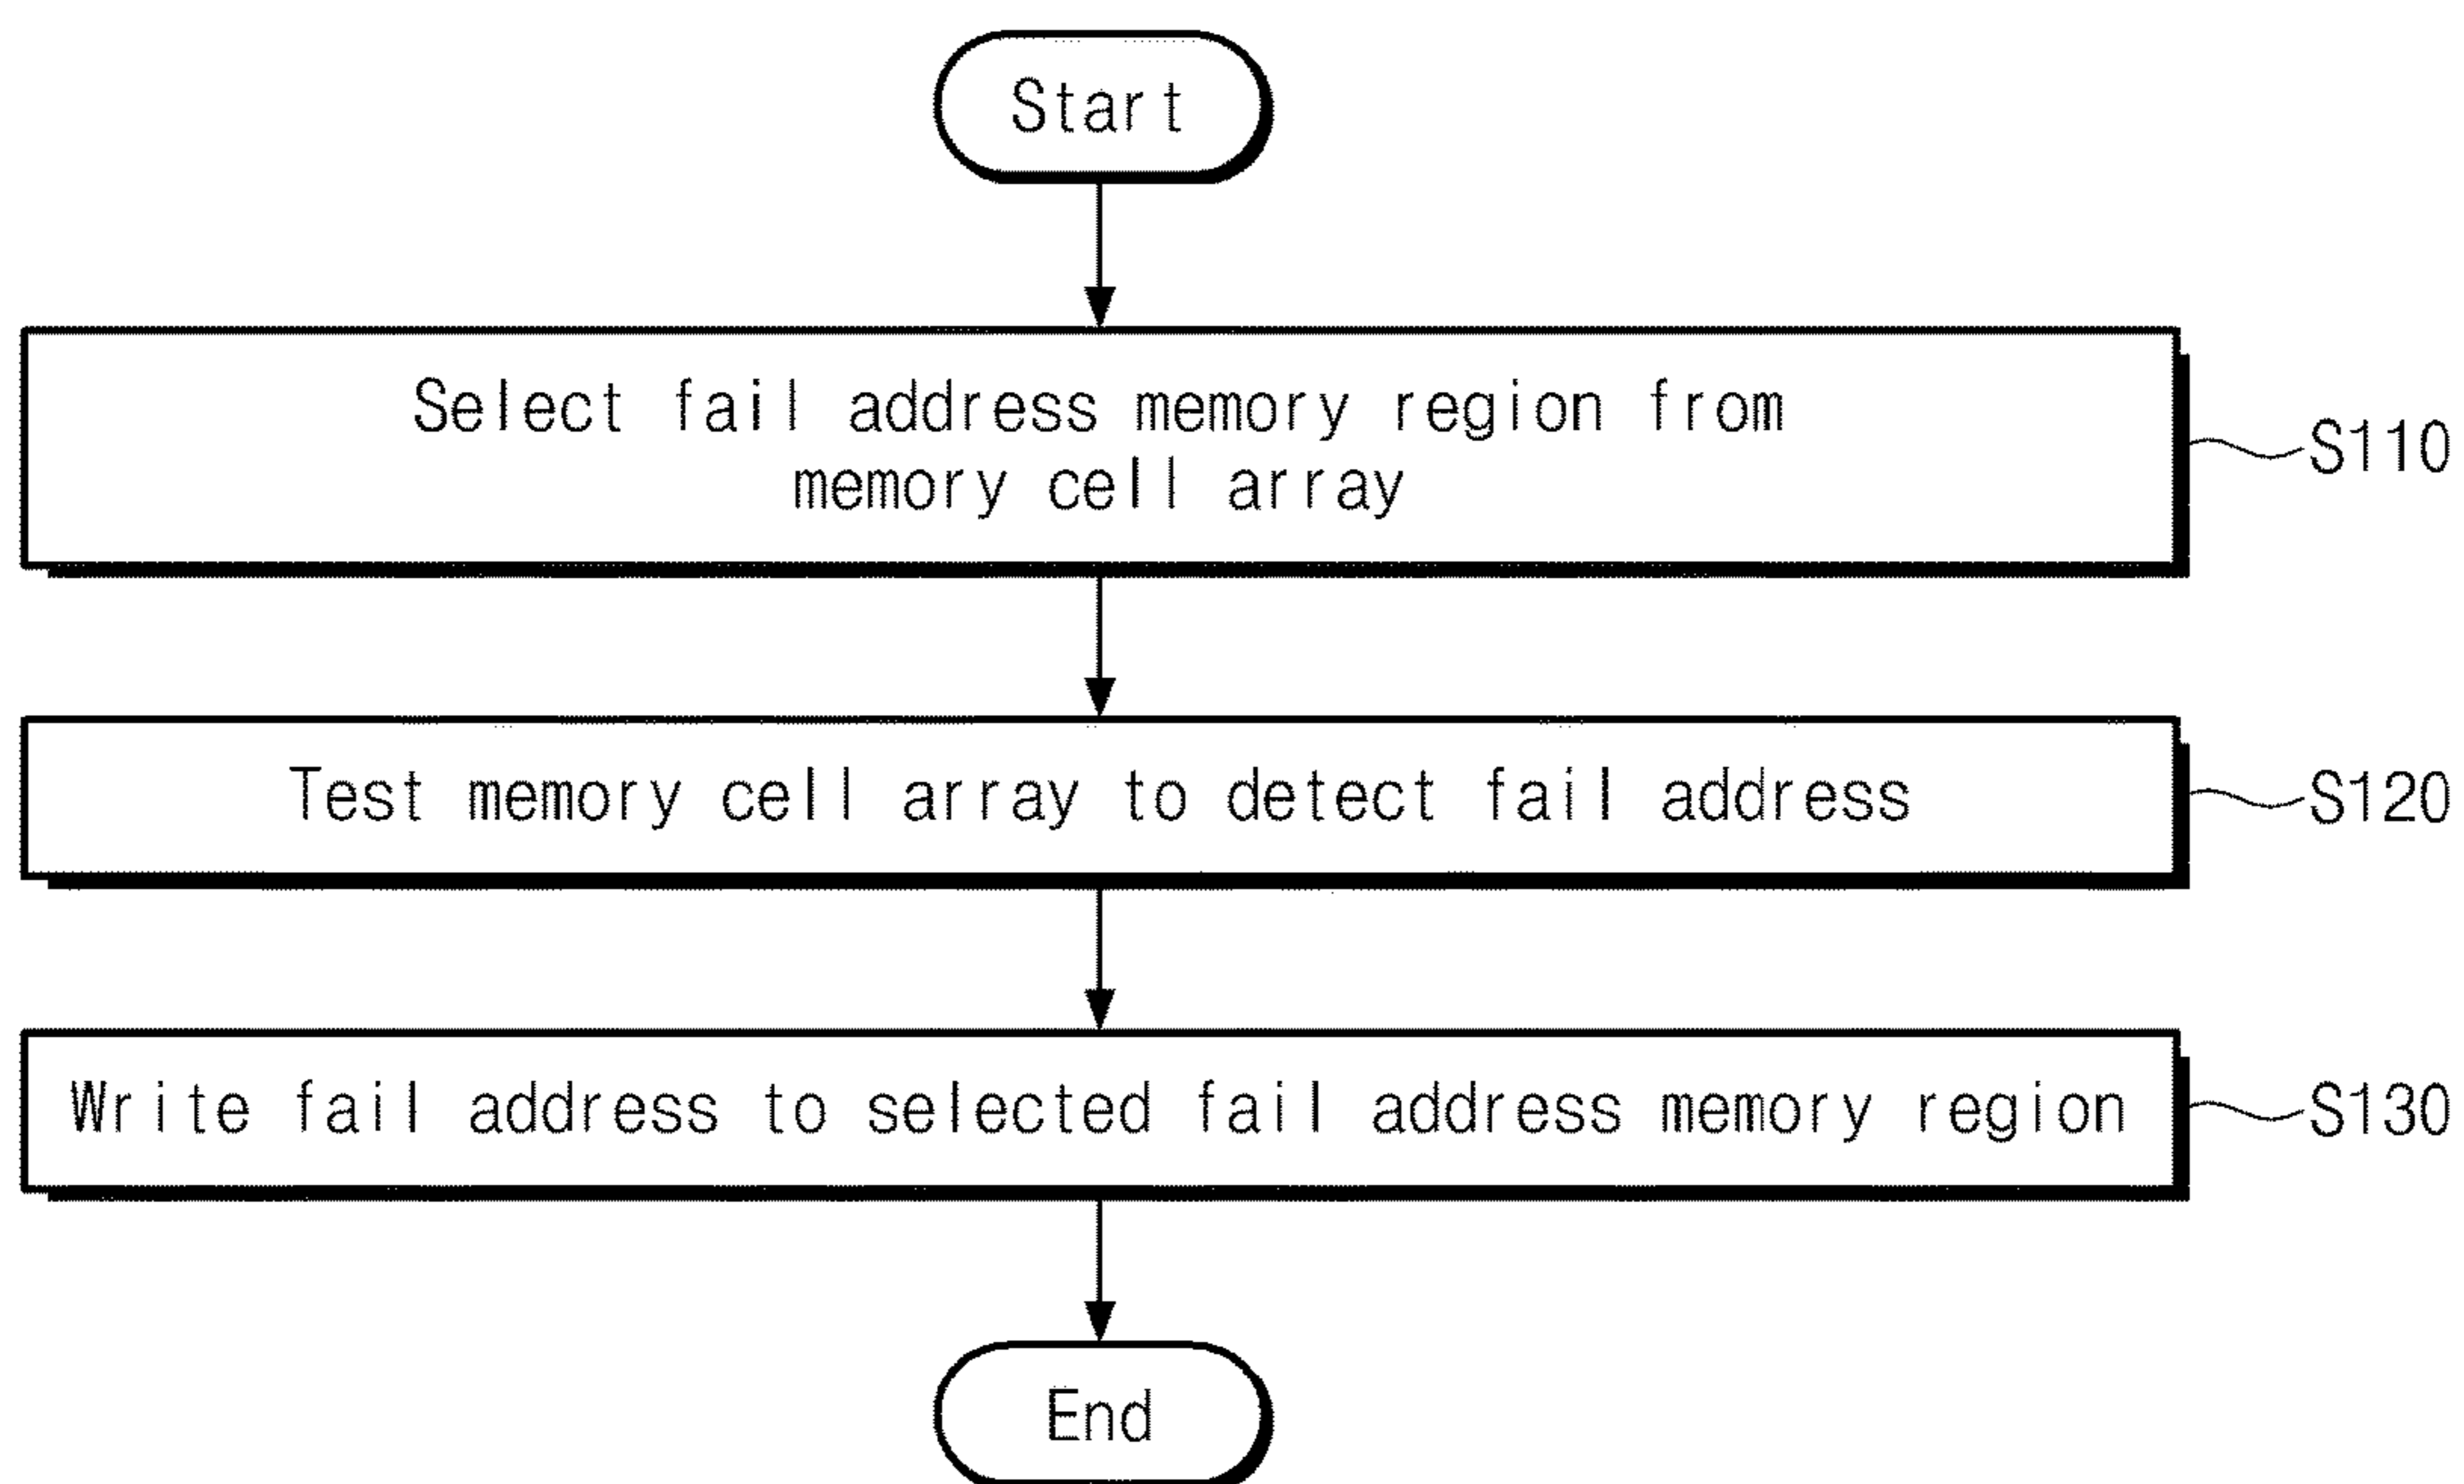 Start
Select fail address memory region from
memory cell array
S110
Test memory cell array to detect fail address
S120
Write fail address to selected fail address memory region
S130
End